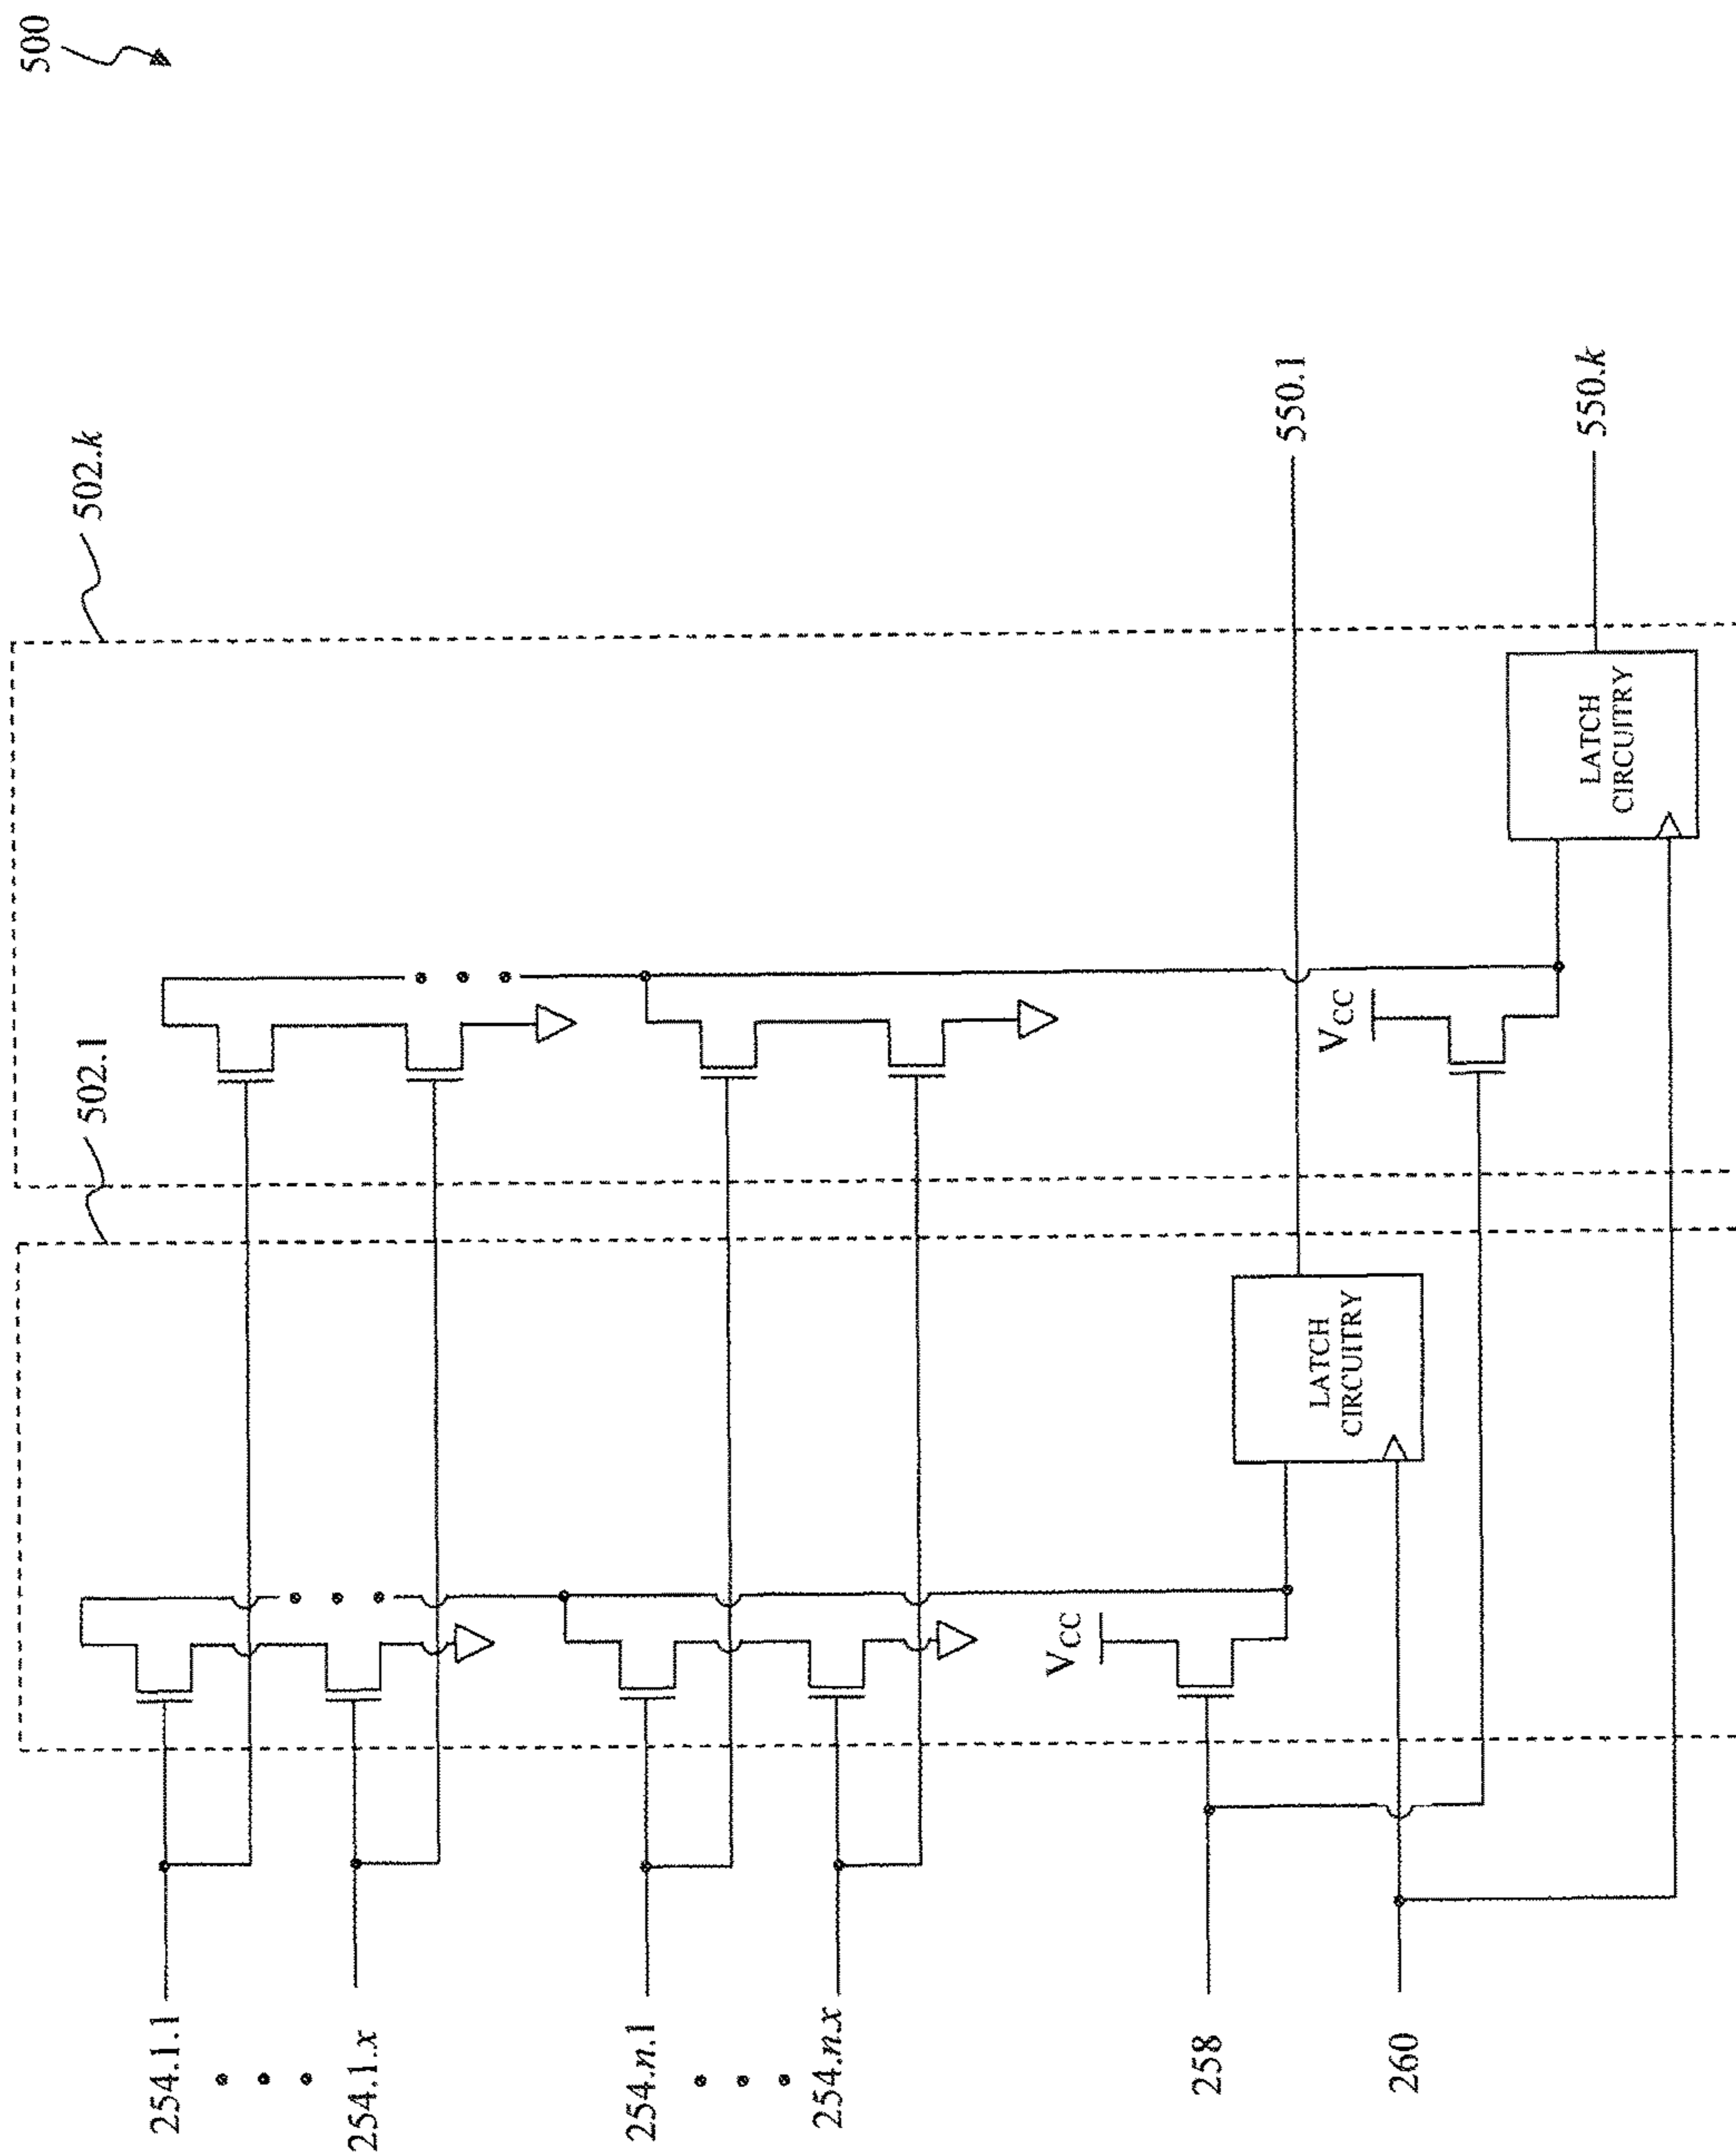 500
502.k
502.1
550.1
550.k
LATCH
CIRCUITRY
VCC
LATCH
CIRCUITRY
VCC
254.1.1
254.1.x
254.n.1
254.n.x
258
260